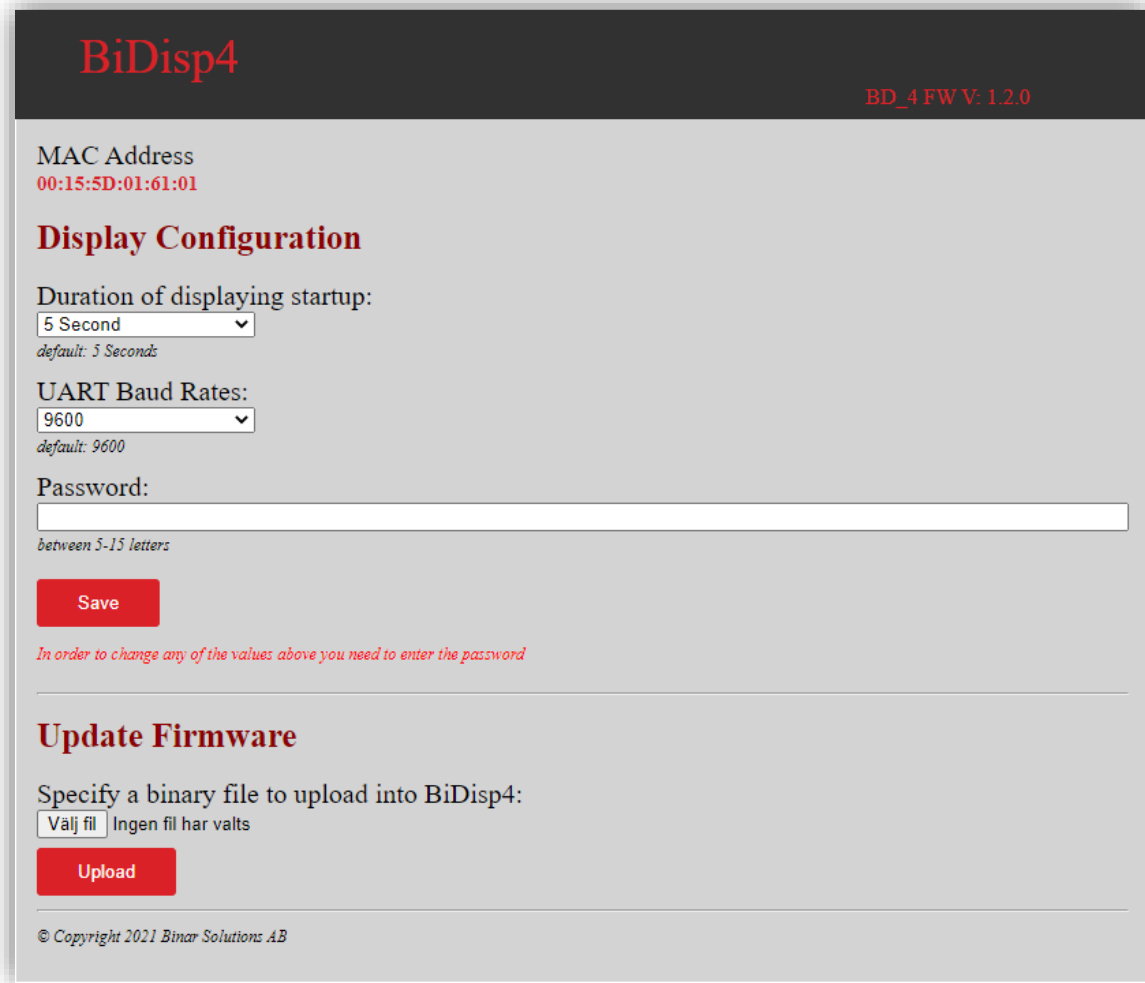 BiDisp4
BD_4 FW V: 1.2.0
MAC Address
00:15:5D:01:61:01
Display Configuration
Duration of displaying startup:
5 Second
default: 5 Seconds
UART Baud Rates:
9600
default: 9600
Password:
between 5-15 letters
Save
In order to change any of the values above you need to enter the password
Update Firmware
Specify a binary file to upload into BiDisp4:
Välj fil Ingen fil har valts
Upload
© Copyright 2021 Binar Solutions AB